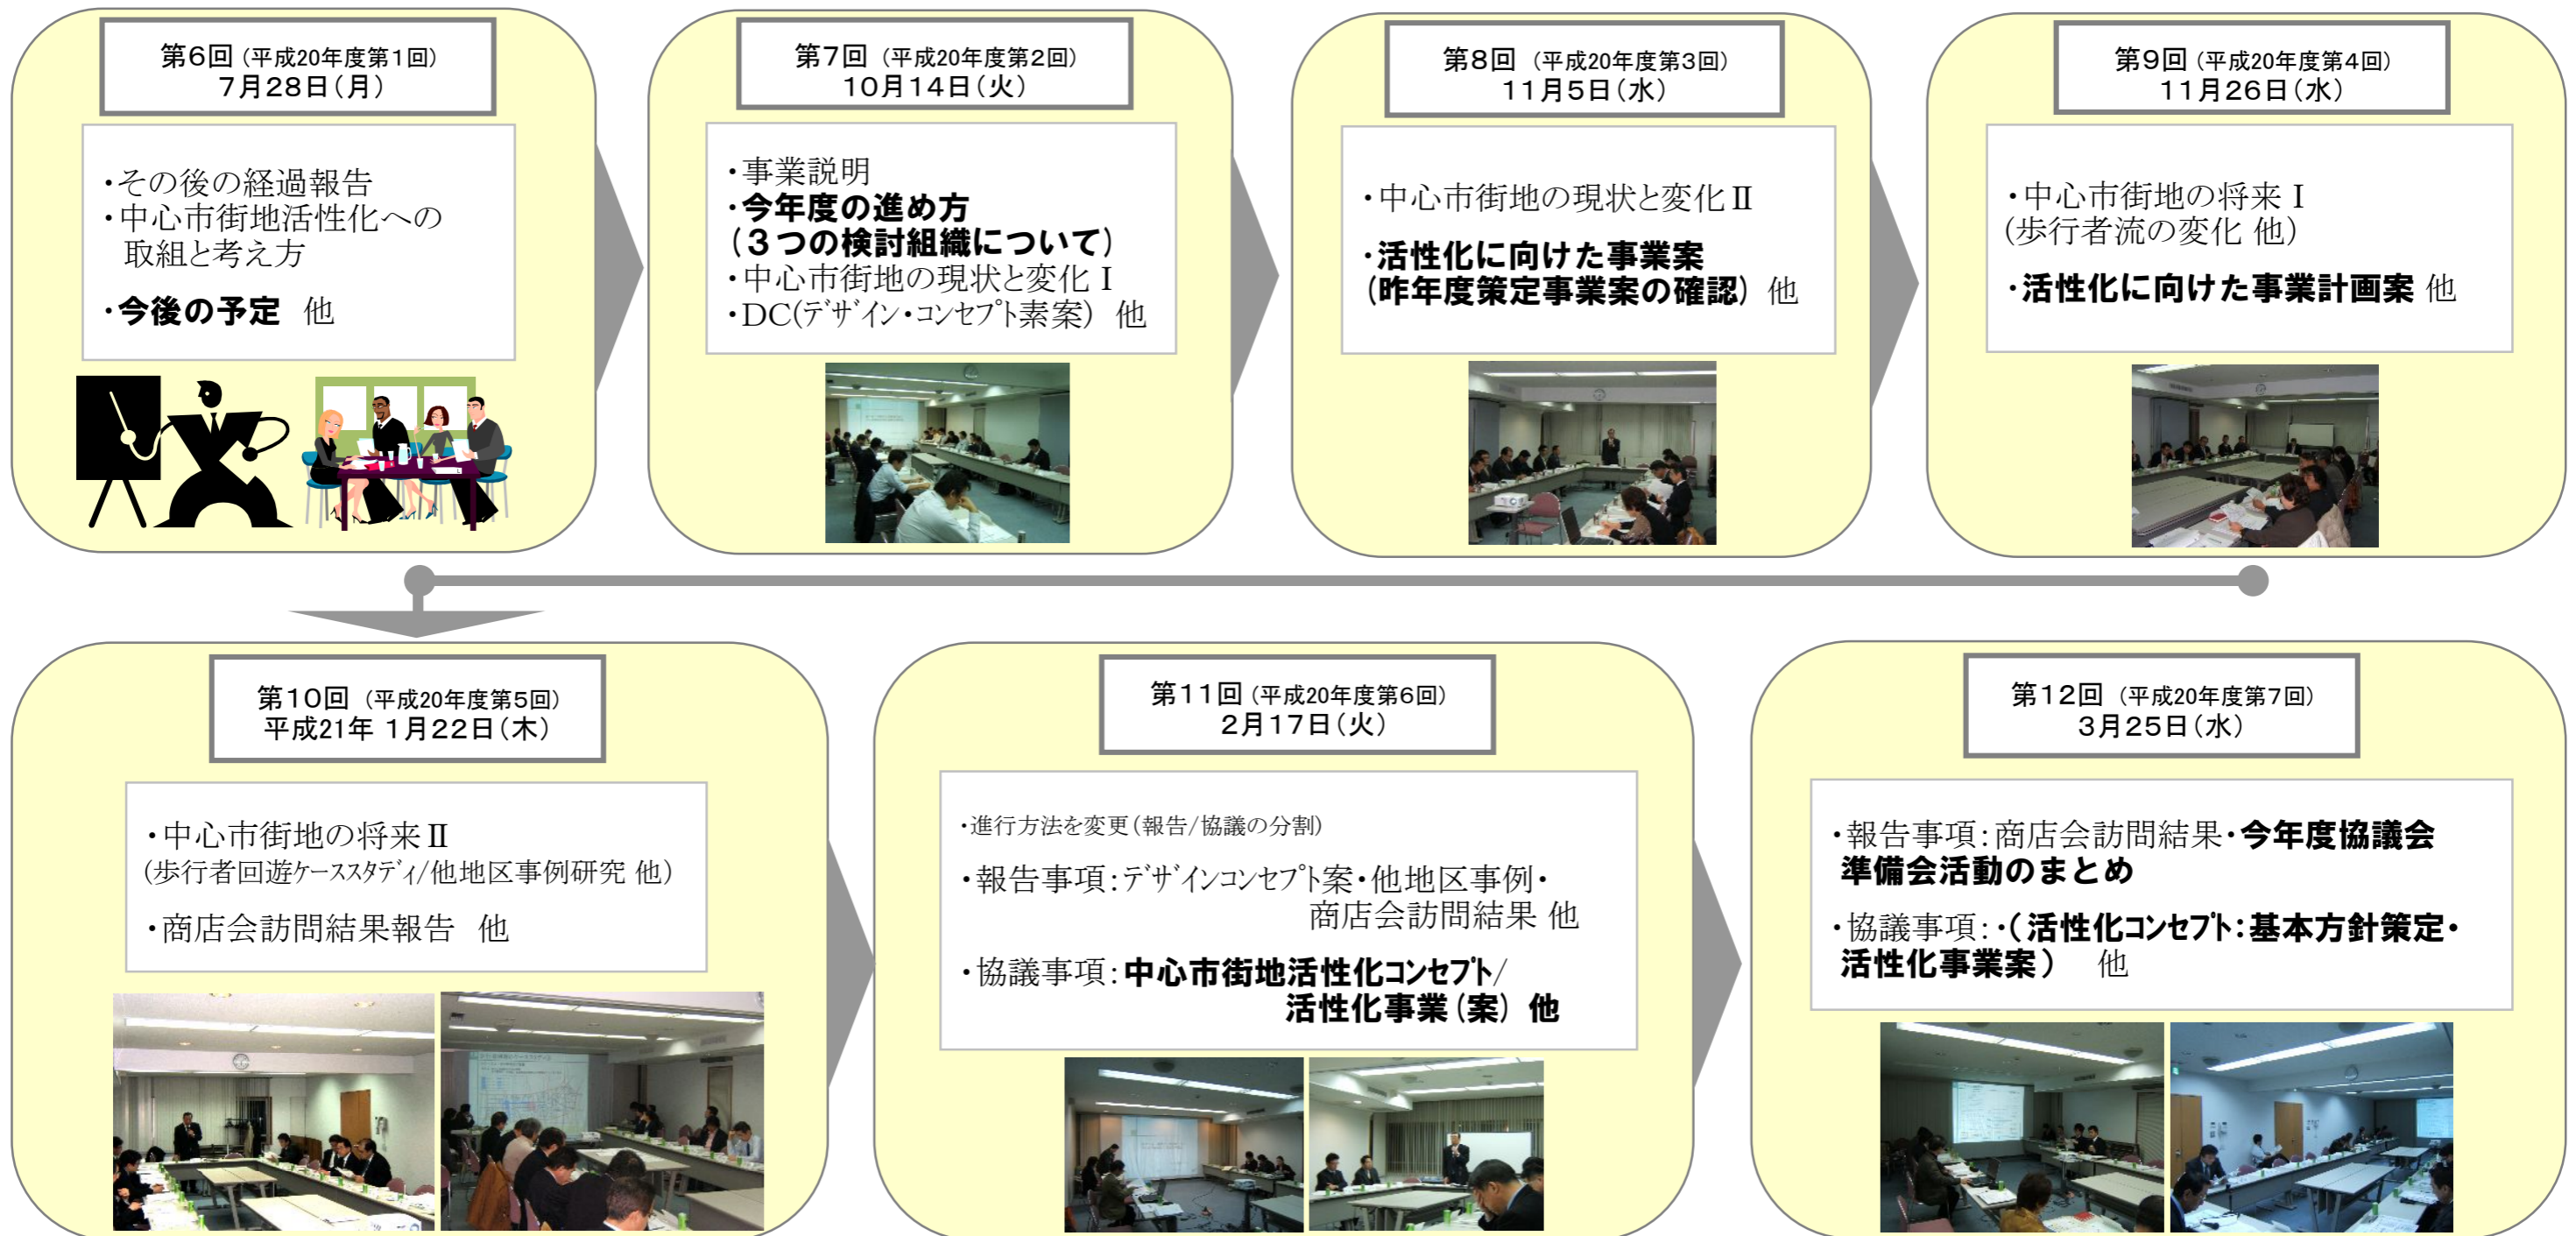 第6回(平成20年度第1回)
7月28日(月)
・その後の経過報告
・中心市街地活性化への
取組と考え方
・今後の予定 他
第7回(平成20年度第2回)
10月14日(火)
・事業説明
・今年度の進め方
(3つの検討組織について)
・中心市街地の現状と変化Ⅰ
・DC(ﾃﾞｻﾞｲﾝ・ｺﾝｾﾌﾟﾄ素案) 他
第8回(平成20年度第3回)
11月5日(水)
・中心市街地の現状と変化Ⅱ
・活性化に向けた事業案
(昨年度策定事業案の確認) 他
第9回(平成20年度第4回)
11月26日(水)
・中心市街地の将来Ⅰ
(歩行者流の変化 他)
・活性化に向けた事業計画案 他
第10回(平成20年度第5回)
平成21年 1月22日(木)
・中心市街地の将来Ⅱ
(歩行者回遊ｹｰｽｽﾀﾃﾞｨ/他地区事例研究 他)
・商店会訪問結果報告 他
第11回(平成20年度第6回)
2月17日(火)
・進行方法を変更(報告/協議の分割)
・報告事項:ﾃﾞｻﾞｲﾝｺﾝｾﾌﾟﾄ案・他地区事例・
商店会訪問結果 他
・協議事項:中心市街地活性化ｺﾝｾﾌﾟﾄ/
活性化事業(案) 他
第12回(平成20年度第7回)
3月25日(水)
・報告事項:商店会訪問結果・今年度協議会
準備会活動のまとめ
・協議事項:・(活性化ｺﾝｾﾌﾟﾄ:基本方針策定・
活性化事業案) 他